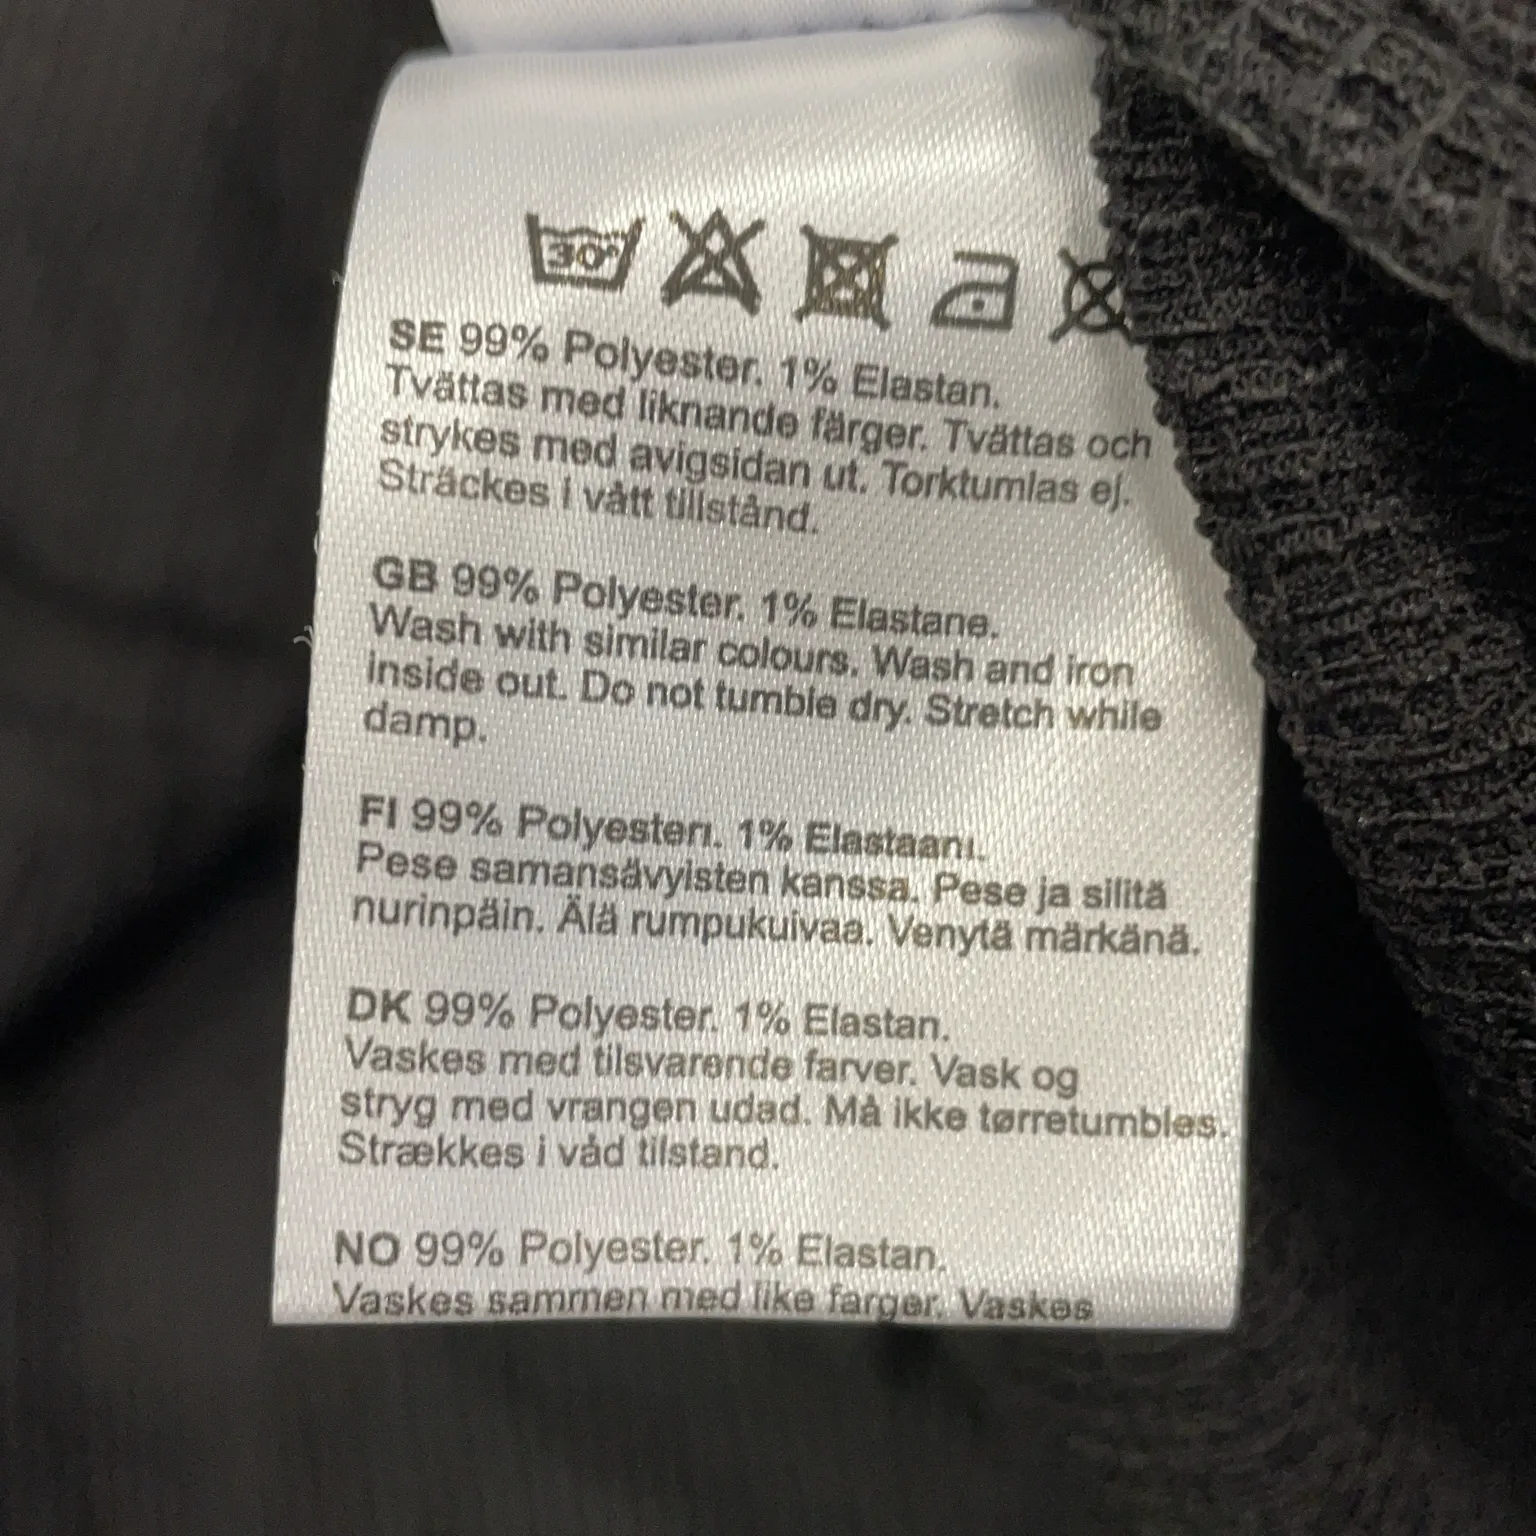 30°
SE 99% Polyester. 1% Elastan.
Tvättas med liknande färger. Tvättas och
strykes med avigsidan ut. Torktumlas ej.
Sträckes i vått tillstånd.
GB 99% Polyester. 1% Elastane.
Wash with similar colours. Wash and iron
inside out. Do not tumble dry. Stretch while
damp.
FI 99% Polyesteri. 1% Elastaani.
Pese samansävyisten kanssa. Pese ja silitä
nurinpäin. Älä rumpukuivaa. Venytä märkänä.
DK 99% Polyester. 1% Elastan.
Vaskes med tilsvarende farver. Vask og
stryg med vrangen udad. Må ikke tørretumbles.
Strækkes i våd tilstand.
NO 99% Polyester. 1% Elastan.
Vaskes sammen med like farger. Vaskes